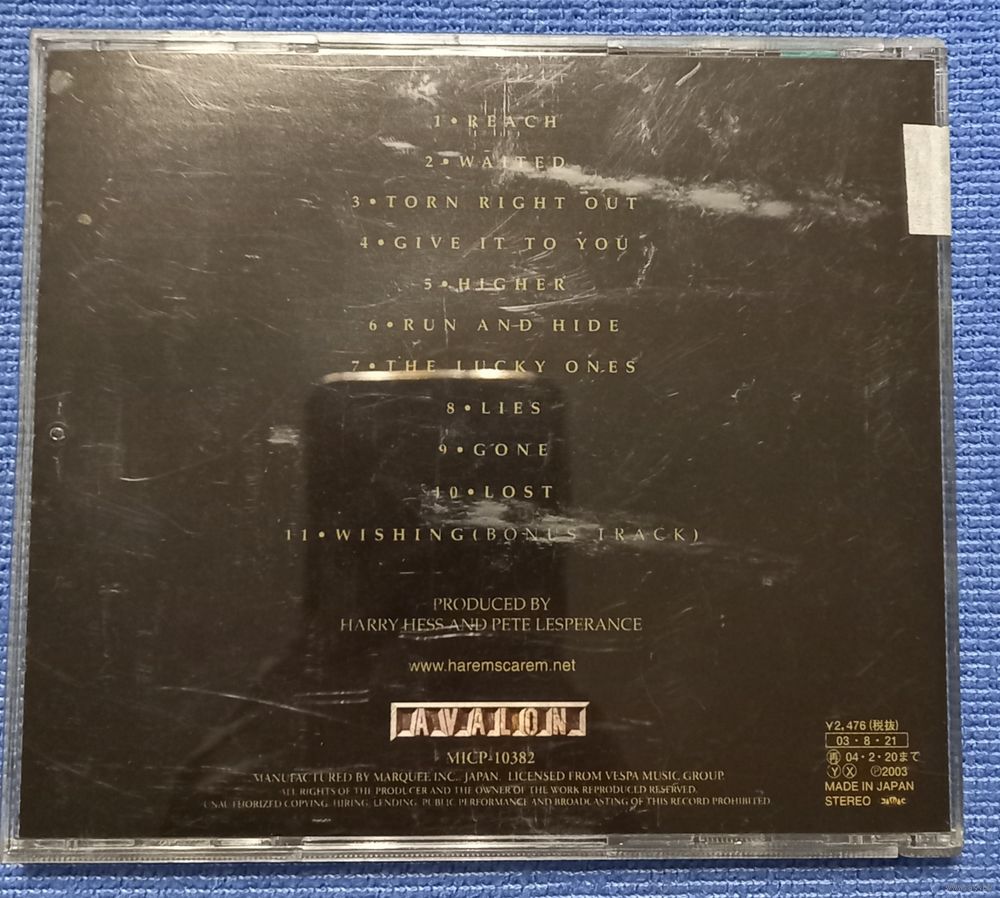 1•REACH
2•WAITED
3•TORN RIGHT OUT
4•GIVE IT TO YOU
5•HIGHER
6•RUN AND HIDE
7•THE LUCKY ONES
8•LIES
9•GONE
10•LOST
11•WISHING(BONUS TRACK)
PRODUCED BY
HARRY HESS AND PETE LESPERANCE
www.haremscarem.net
AVALON
MICP-10382
MANUFACTURED BY MARQUEE INC., JAPAN. LICENSED FROM VESPA MUSIC GROUP.
ALL RIGHTS OF THE PRODUCER AND THE OWNER OF THE WORK REPRODUCED RESERVED.
UNAUTHORIZED COPYING, HIRING, LENDING, PUBLIC PERFORMANCE AND BROADCASTING OF THIS RECORD PROHIBITED.
¥2,476(税抜)
03・8・21
再 04・2・20まで
Ⓨ Ⓧ ℗2003
MADE IN JAPAN
STEREO